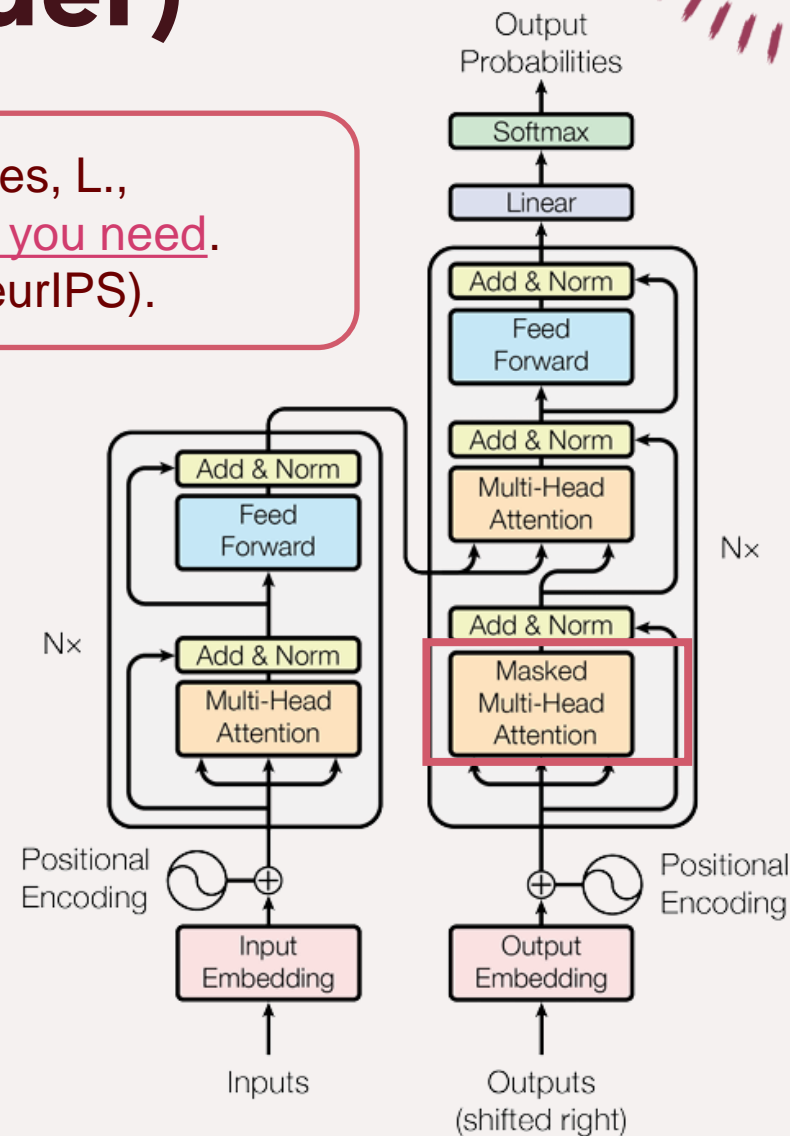 es, L.,
you need.
eurIPS).
Output
Probabilities
Softmax
Linear
Add & Norm
Feed
Forward
Add & Norm
Multi-Head
Attention
Nx
Add & Norm
Masked
Multi-Head
Attention
Positional
Encoding
Output
Embedding
Outputs
(shifted right)
Add & Norm
Feed
Forward
Nx
Add & Norm
Multi-Head
Attention
Positional
Encoding
Input
Embedding
Inputs